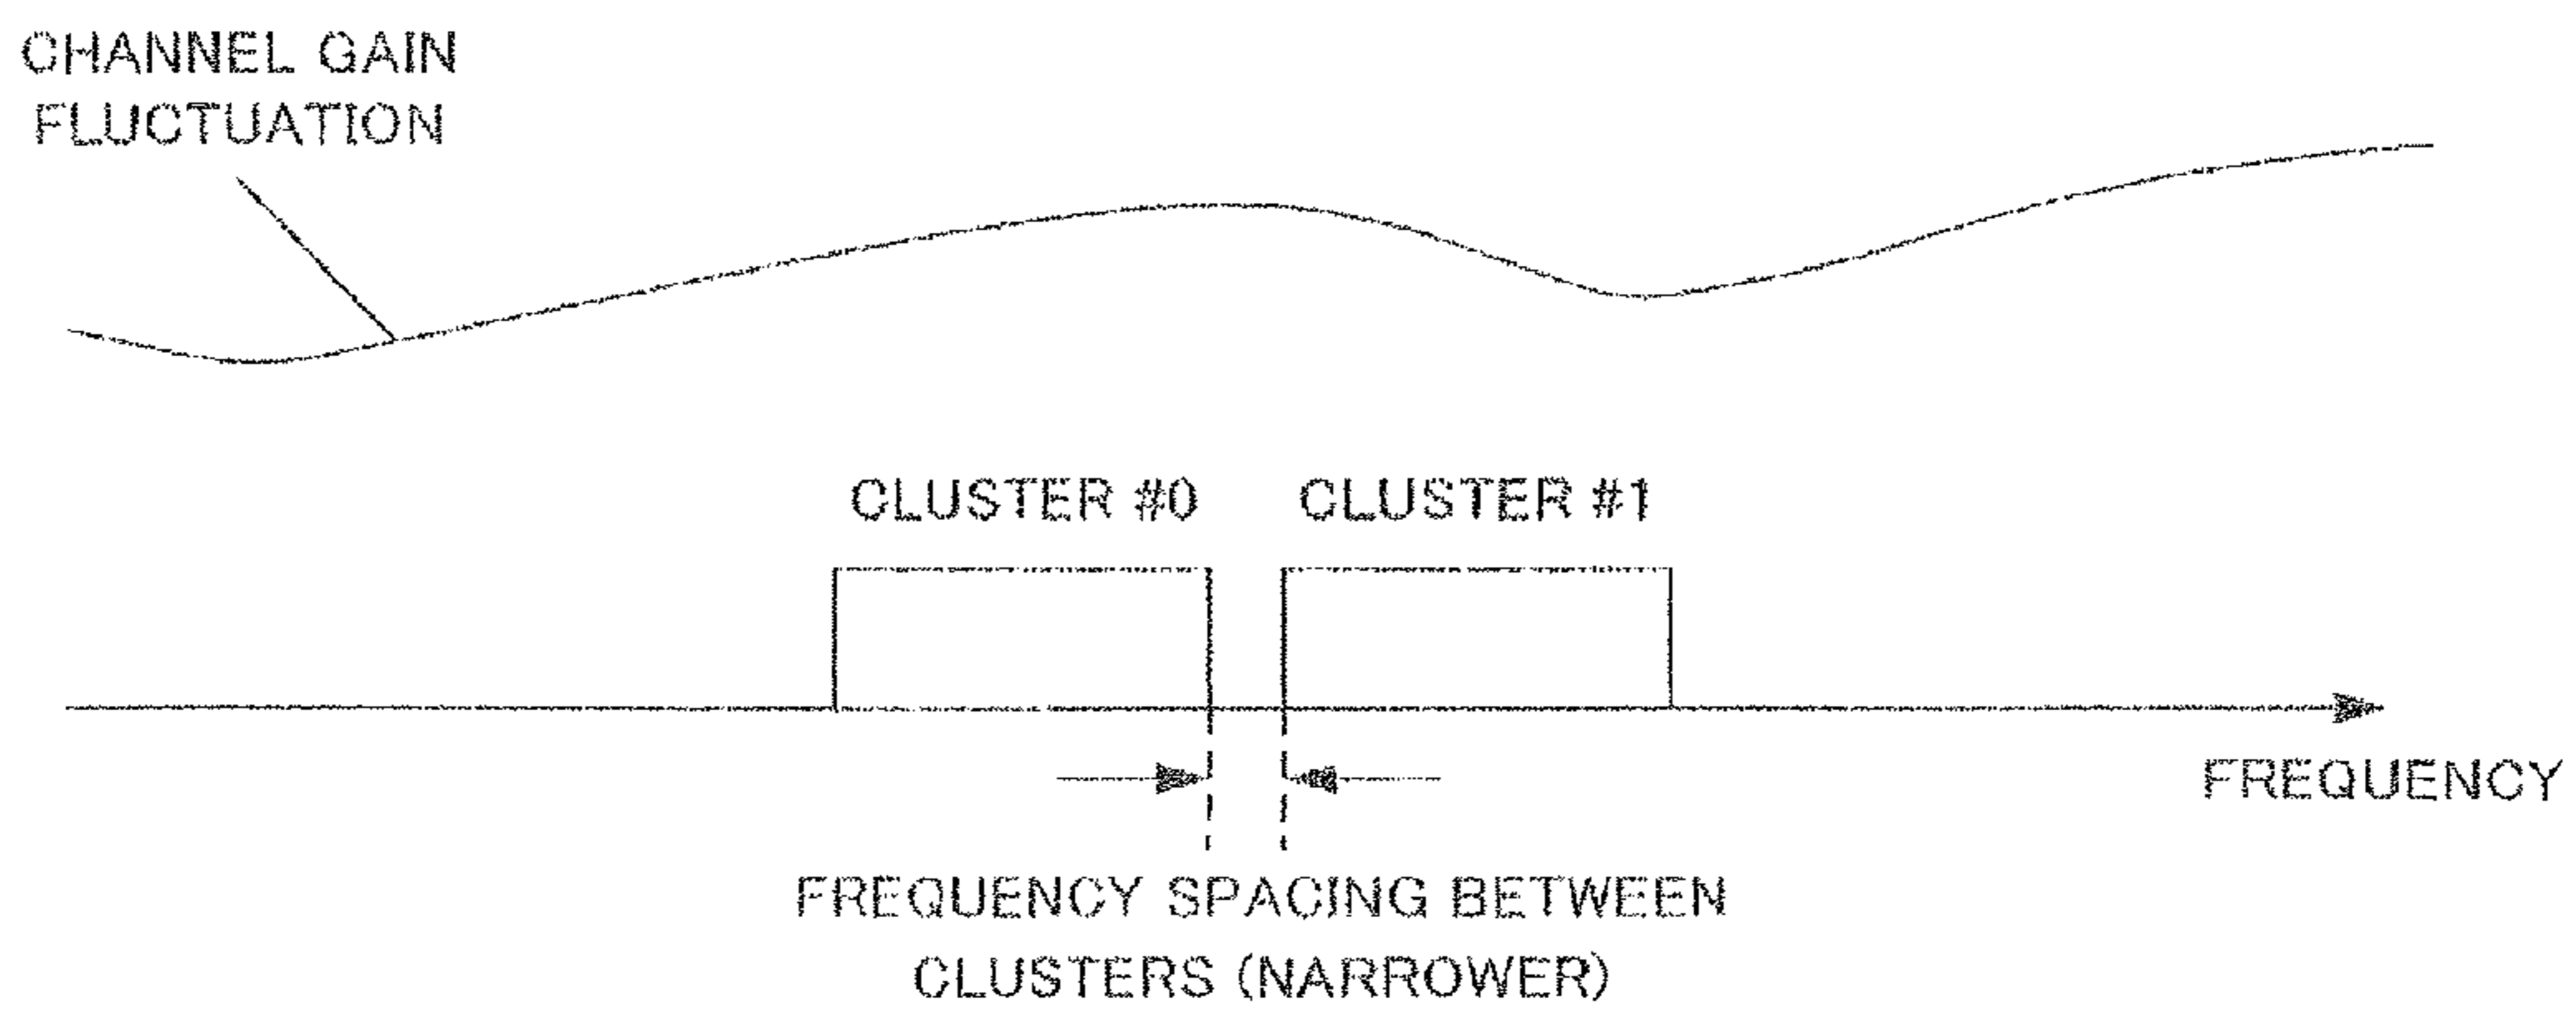 CHANNEL GAIN
FLUCTUATION
CLUSTER #0
CLUSTER #1
FREQUENCY
FREQUENCY SPACING BETWEEN
CLUSTERS (NARROWER)